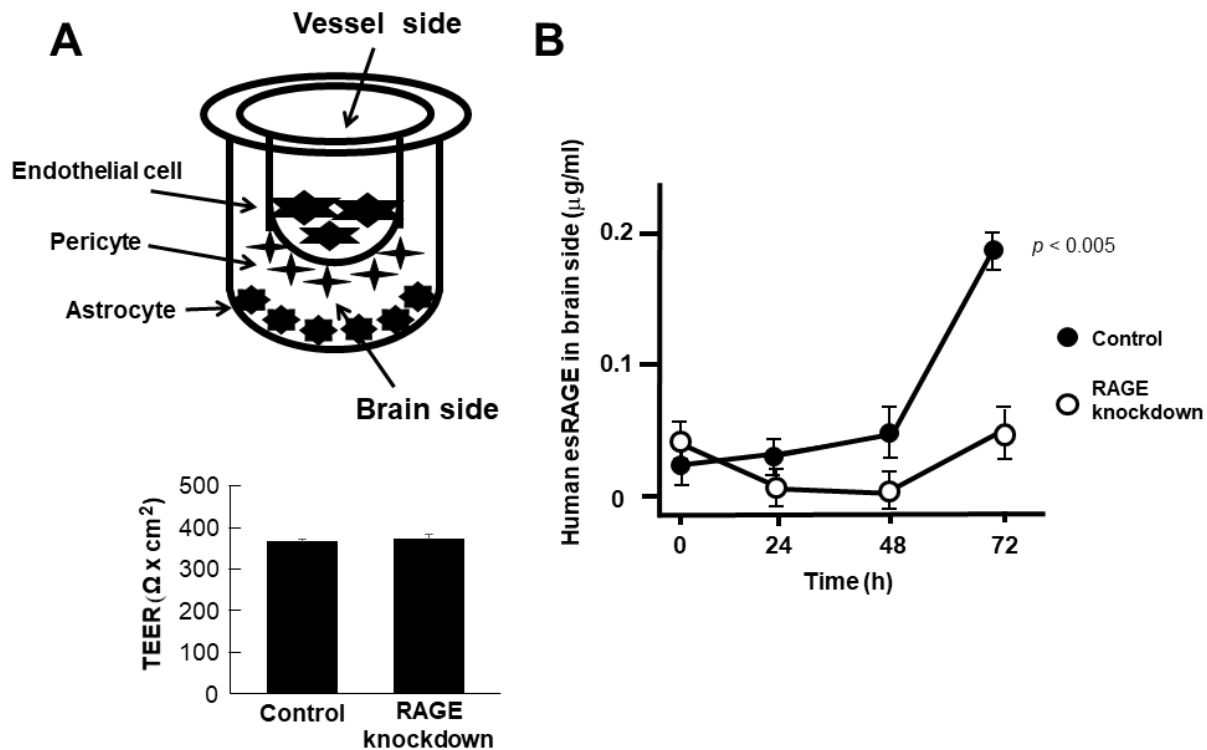 A
Vessel side
Endothelial cell
Pericyte
Astrocyte
Brain side
TEER (Ω x cm²)
500
400
300
200
100
0
Control
RAGE
knockdown
B
Human esRAGE in brain side (μg/ml)
0.2
0.1
0
p < 0.005
Control
RAGE
knockdown
0 24 48 72
Time (h)